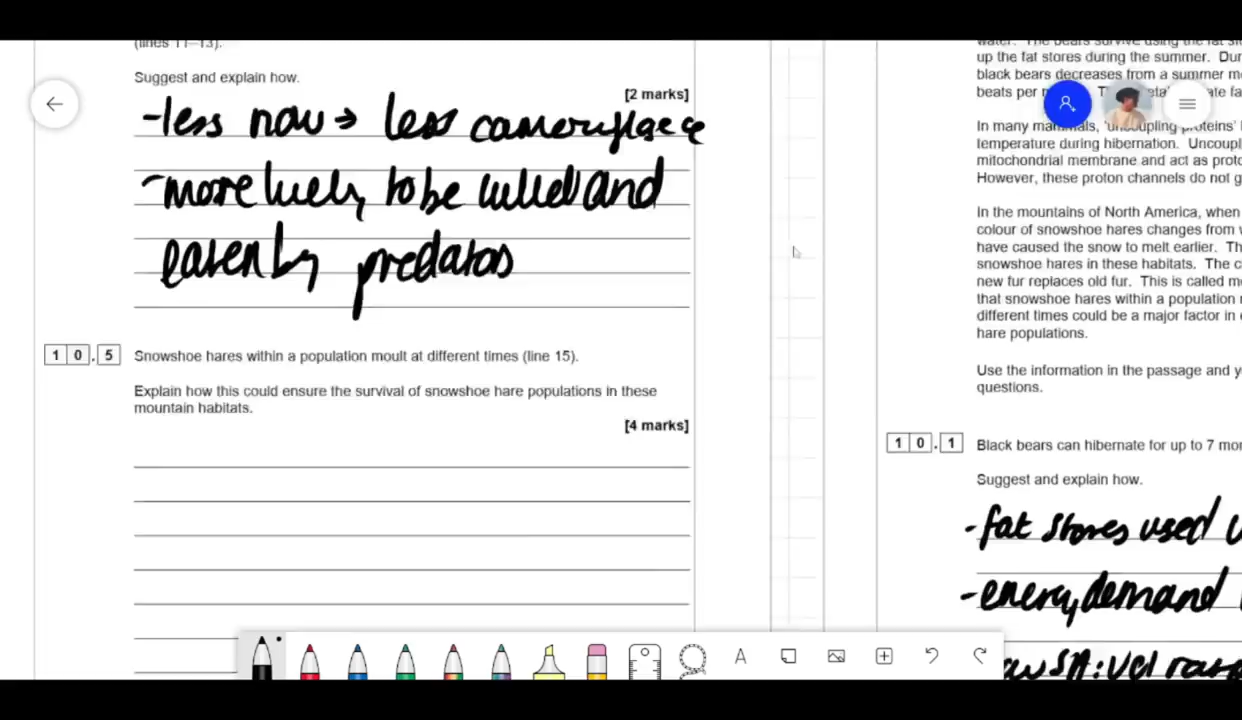 (lines 11–13).
Suggest and explain how.
[2 marks]
-less now → less camerouflage
-more likely to be culled and
eaten by predators
10.5 Snowshoe hares within a population moult at different times (line 15).
Explain how this could ensure the survival of snowshoe hare populations in these
mountain habitats.
[4 marks]
water. The bears survive using the fat st
up the fat stores during the summer. Dur
black bears decreases from a summer m
beats per
In many mammals, 'uncoupling proteins'
temperature during hibernation. Uncoupl
mitochondrial membrane and act as proto
However, these proton channels do not g
In the mountains of North America, when
colour of snowshoe hares changes from w
have caused the snow to melt earlier. Th
snowshoe hares in these habitats. The c
new fur replaces old fur. This is called m
that snowshoe hares within a population r
different times could be a major factor in e
hare populations.
Use the information in the passage and y
questions.
10.1 Black bears can hibernate for up to 7 mor
Suggest and explain how.
-fat stores used u
-energy demand
SA:Vol
A